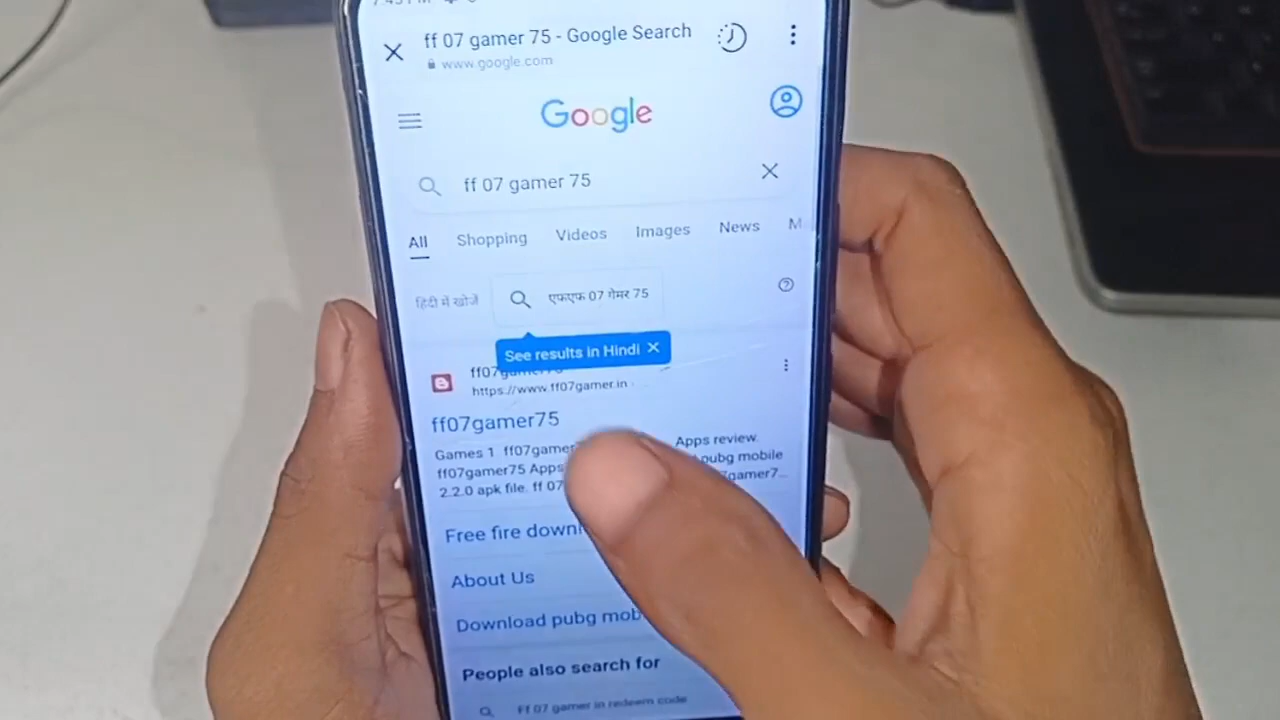 ff 07 gamer 75 - Google Search
www.google.com
Google
ff 07 gamer 75
All Shopping Videos Images News M
हिंदी में खोजें एफएफ 07 गेमर 75
See results in Hindi
https://www.ff07gamer.in
ff07gamer75
Games 1. ff07gamer Apps review.
ff07gamer75 Apps pubg mobile
2.2.0 apk file. ff 07 gamer7...
Free fire down
About Us
Download pubg mob
People also search for
Ff 07 gamer in redeem code